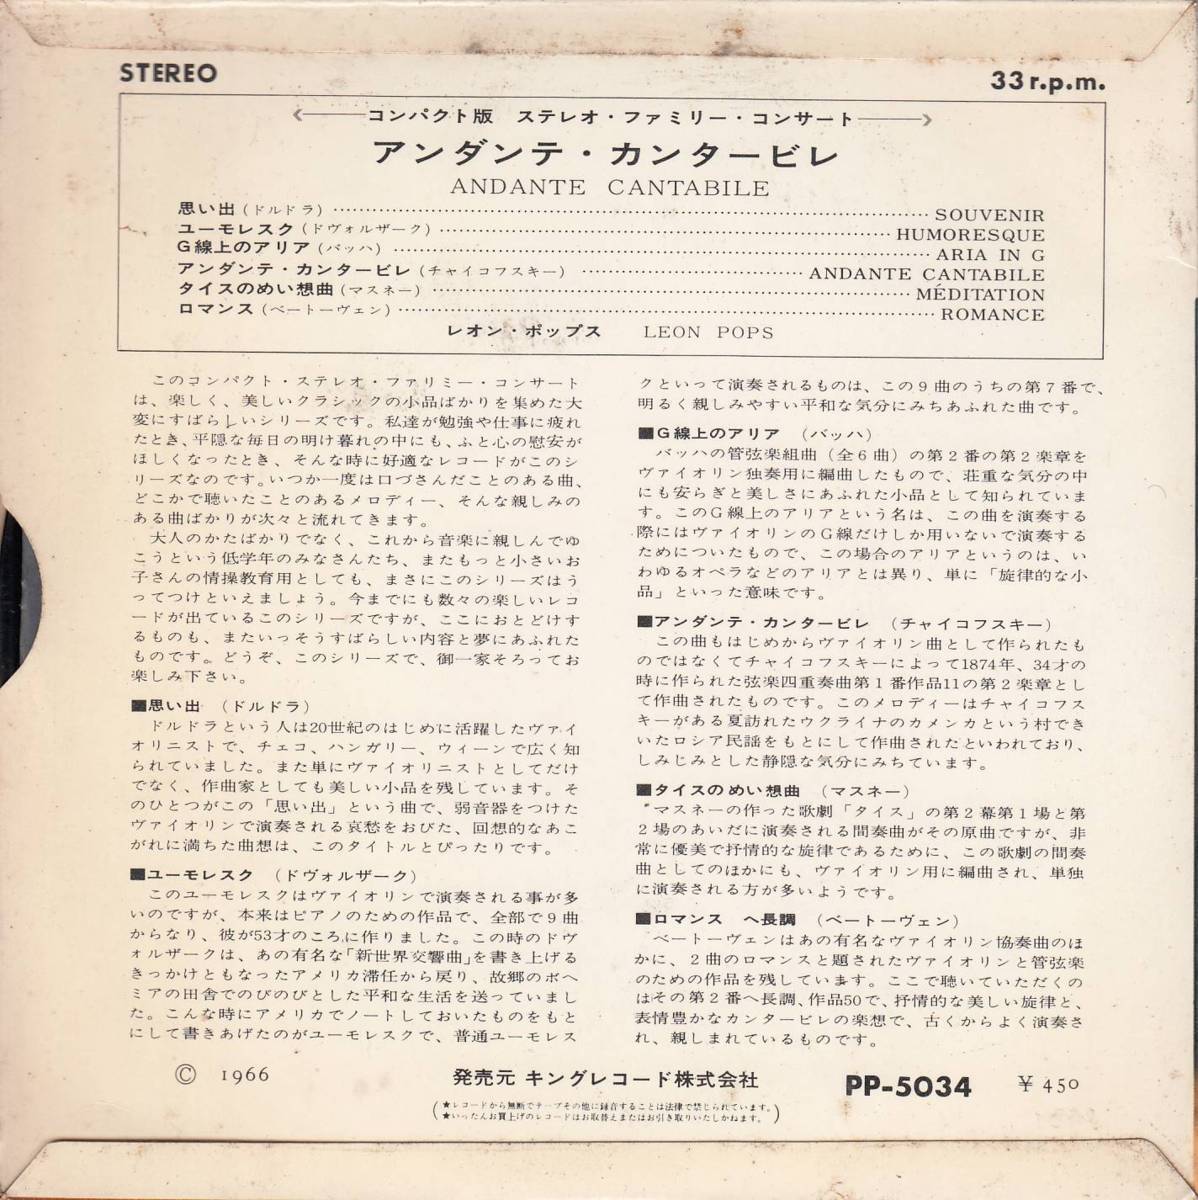 STEREO
33 r.p.m.
コンパクト版 ステレオ・ファミリー・コンサート
アンダンテ・カンタービレ
ANDANTE CANTABILE
思い出(ドルドラ)……SOUVENIR
ユーモレスク(ドヴォルザーク)……HUMORESQUE
G線上のアリア(バッハ)……ARIA IN G
アンダンテ・カンタービレ(チャイコフスキー)……ANDANTE CANTABILE
タイスのめい想曲(マスネー)……MÉDITATION
ロマンス(ベートーヴェン)……ROMANCE
レオン・ポップス LEON POPS
このコンパクト・ステレオ・ファリミー・コンサート
は、楽しく、美しいクラシックの小品ばかりを集めた大
変にすばらしいシリーズです。私達が勉強や仕事に疲れ
たとき、平隠な毎日の明け暮れの中にも、ふと心の慰安が
ほしくなったとき、そんな時に好適なレコードがこのシ
リーズなのです。いつか一度は口づさんだことのある曲、
どこかで聴いたことのあるメロディー、そんな親しみの
ある曲ばかりが次々と流れてきます。
大人のかたばかりでなく、これから音楽に親しんでゆ
こうという低学年のみなさんたち、またもっと小さいお
子さんの情操教育用としても、まさにこのシリーズはう
ってつけといえましょう。今までにも数々の楽しいレコ
ードが出ているこのシリーズですが、ここにおとどけす
るものも、またいっそうすばらしい内容と夢にあふれた
ものです。どうぞ、このシリーズで、御一家そろってお
楽しみ下さい。
■思い出 (ドルドラ)
ドルドラという人は20世紀のはじめに活躍したヴァイ
オリニストで、チェコ、ハンガリー、ウィーンで広く知
られていました。また単にヴァイオリニストとしてだけ
でなく、作曲家としても美しい小品を残しています。そ
のひとつがこの「思い出」という曲で、弱音器をつけた
ヴァイオリンで演奏される哀愁をおびた、回想的なあこ
がれに満ちた曲想は、このタイトルとぴったりです。
■ユーモレスク (ドヴォルザーク)
このユーモレスクはヴァイオリンで演奏される事が多
いのですが、本来はピアノのための作品で、全部で9曲
からなり、彼が53才のころに作りました。この時のドヴ
ォルザークは、あの有名な「新世界交響曲」を書き上げる
きっかけともなったアメリカ滞任から戻り、故郷のボヘ
ミアの田舎でのびのびとした平和な生活を送っていまし
た。こんな時にアメリカでノートしておいたものをもと
にして書きあげたのがユーモレスクで、普通ユーモレス
クといって演奏されるものは、この9曲のうちの第7番で、
明るく親しみやすい平和な気分にみちあふれた曲です。
■G線上のアリア (バッハ)
バッハの管弦楽組曲(全6曲)の第2番の第2楽章を
ヴァイオリン独奏用に編曲したもので、荘重な気分の中
にも安らぎと美しさにあふれた小品として知られていま
す。このG線上のアリアという名は、この曲を演奏する
際にはヴァイオリンのG線だけしか用いないで演奏する
ためについたもので、この場合のアリアというのは、い
わゆるオペラなどのアリアとは異り、単に「旋律的な小
品」といった意味です。
■アンダンテ・カンタービレ (チャイコフスキー)
この曲もはじめからヴァイオリン曲として作られたも
のではなくてチャイコフスキーによって1874年、34才の
時に作られた弦楽四重奏曲第1番作品11の第2楽章とし
て作曲されたものです。このメロディーはチャイコフス
キーがある夏訪れたウクライナのカメンカという村でき
いたロシア民謡をもとにして作曲されたといわれており、
しみじみとした静隠な気分にみちています。
■タイスのめい想曲 (マスネー)
マスネーの作った歌劇「タイス」の第2幕第1場と第
2場のあいだに演奏される間奏曲がその原曲ですが、非
常に優美で抒情的な旋律であるために、この歌劇の間奏
曲としてのほかにも、ヴァイオリン用に編曲され、単独
に演奏される方が多いようです。
■ロマンス ヘ長調 (ベートーヴェン)
ベートーヴェンはあの有名なヴァイオリン協奏曲のほ
かに、2曲のロマンスと題されたヴァイオリンと管弦楽
のための作品を残しています。ここで聴いていただくの
はその第2番ヘ長調、作品50で、抒情的な美しい旋律と、
表情豊かなカンタービレの楽想で、古くからよく演奏さ
れ、親しまれているものです。
© 1966
発売元 キングレコード株式会社
PP-5034
¥ 450
★レコードから無断でテープその他に録音することは法律で禁じられています。
★いったんお買上げのレコードはお取替えまたはお引き取りいたしかねます。